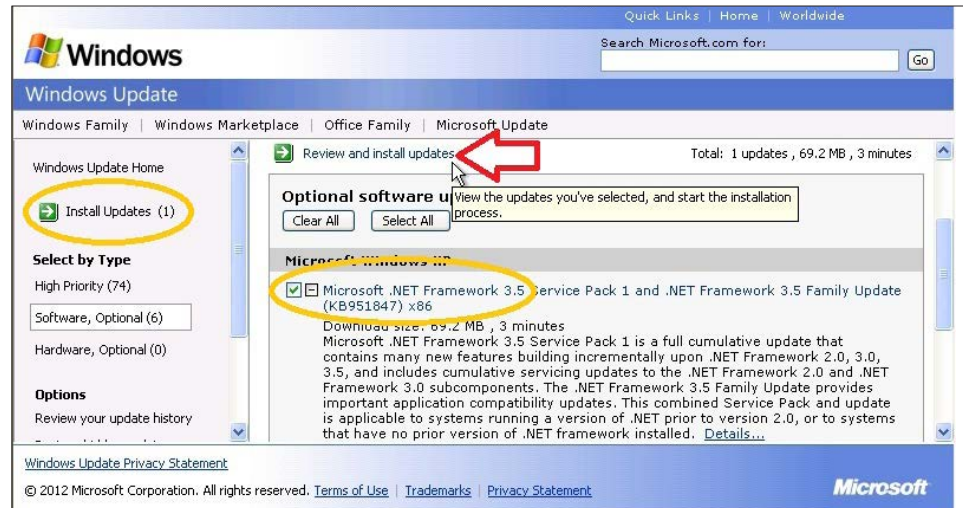 Quick Links | Home | Worldwide
Windows
Search Microsoft.com for:
Go
Windows Update
Windows Family | Windows Marketplace | Office Family | Microsoft Update
Windows Update Home
Install Updates (1)
Select by Type
High Priority (74)
Software, Optional (6)
Hardware, Optional (0)
Options
Review your update history
Review and install updates
Total: 1 updates , 69.2 MB , 3 minutes
Optional software u
View the updates you've selected, and start the installation
process.
Clear All Select All
Microsoft Windows XP
Microsoft .NET Framework 3.5 Service Pack 1 and .NET Framework 3.5 Family Update
(KB951847) x86
Download size: 69.2 MB , 3 minutes
Microsoft .NET Framework 3.5 Service Pack 1 is a full cumulative update that
contains many new features building incrementally upon .NET Framework 2.0, 3.0,
3.5, and includes cumulative servicing updates to the .NET Framework 2.0 and .NET
Framework 3.0 subcomponents. The .NET Framework 3.5 Family Update provides
important application compatibility updates. This combined Service Pack and update
is applicable to systems running a version of .NET prior to version 2.0, or to systems
that have no prior version of .NET framework installed. Details...
Windows Update Privacy Statement
© 2012 Microsoft Corporation. All rights reserved. Terms of Use | Trademarks | Privacy Statement
Microsoft